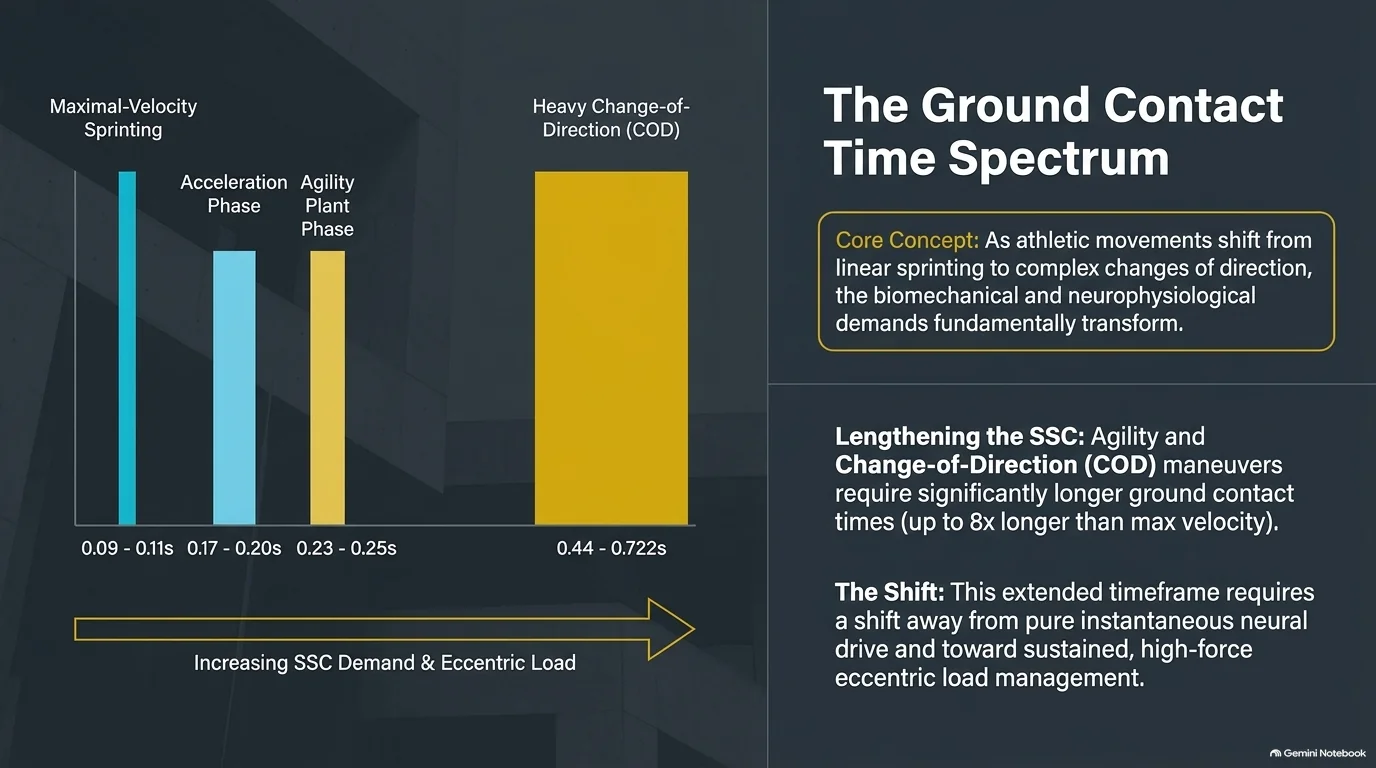 Maximal-Velocity
Sprinting
Acceleration
Phase
Agility
Plant
Phase
Heavy Change-of-
Direction (COD)
0.09 - 0.11s
0.17 - 0.20s
0.23 - 0.25s
0.44 - 0.722s
Increasing SSC Demand & Eccentric Load
The Ground Contact
Time Spectrum
Core Concept: As athletic movements shift from
linear sprinting to complex changes of direction,
the biomechanical and neurophysiological
demands fundamentally transform.
Lengthening the SSC: Agility and
Change-of-Direction (COD) maneuvers
require significantly longer ground contact
times (up to 8x longer than max velocity).
The Shift: This extended timeframe requires
a shift away from pure instantaneous neural
drive and toward sustained, high-force
eccentric load management.
Gemini Notebook